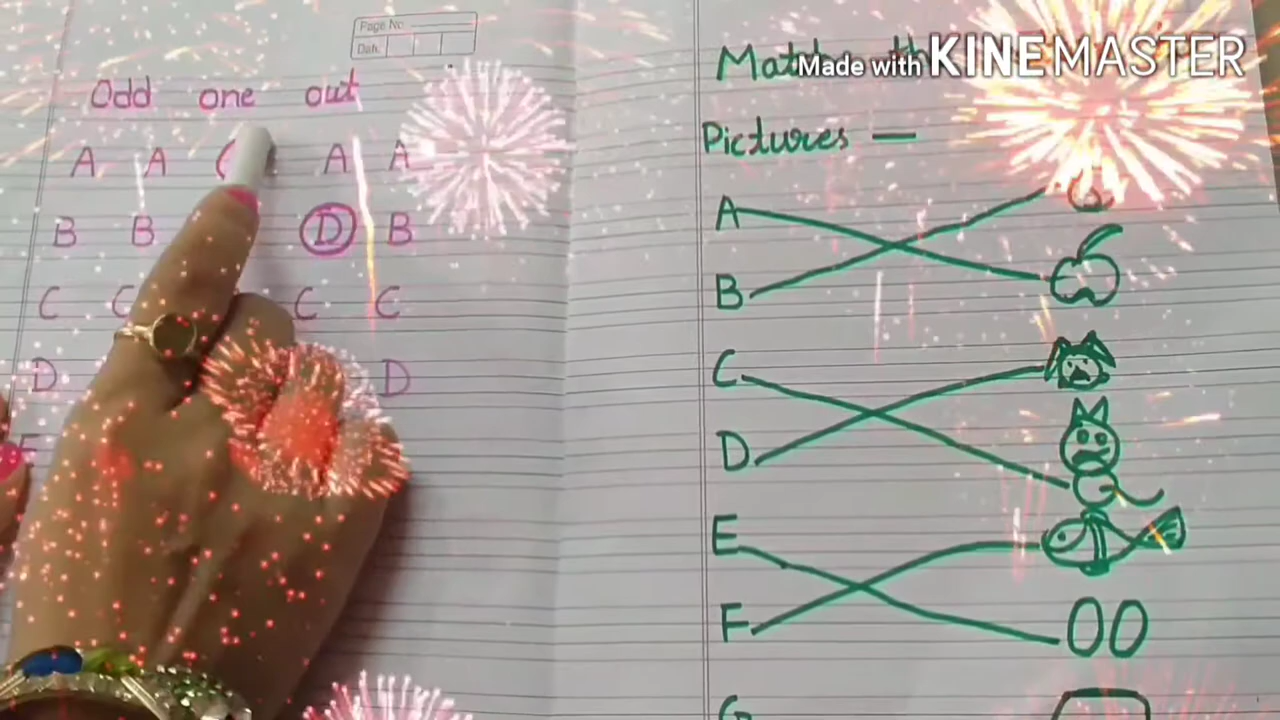 Page No.
Date
Odd one out
A A A A
B B D B
C C C C
D D
E
Made with KINEMASTER
Pictures —
A
B
C
D
E
F
G